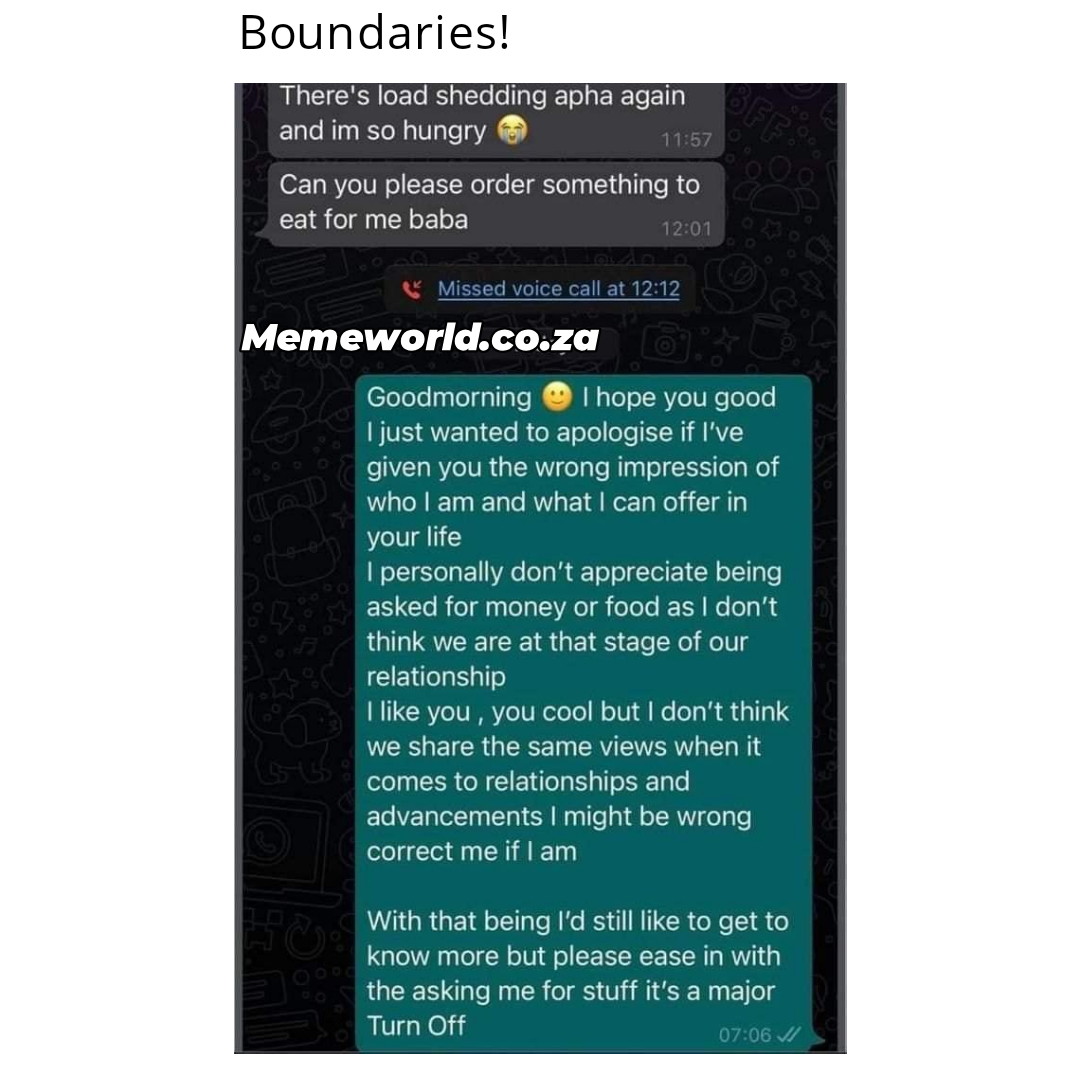 Boundaries!
There's load shedding apha again
and im so hungry 😭
11:57
Can you please order something to
eat for me baba
12:01
Missed voice call at 12:12
Memeworld.co.za
Goodmorning 🙂 I hope you good
I just wanted to apologise if I've
given you the wrong impression of
who I am and what I can offer in
your life
I personally don't appreciate being
asked for money or food as I don't
think we are at that stage of our
relationship
I like you , you cool but I don't think
we share the same views when it
comes to relationships and
advancements I might be wrong
correct me if I am
With that being I'd still like to get to
know more but please ease in with
the asking me for stuff it's a major
Turn Off
07:06